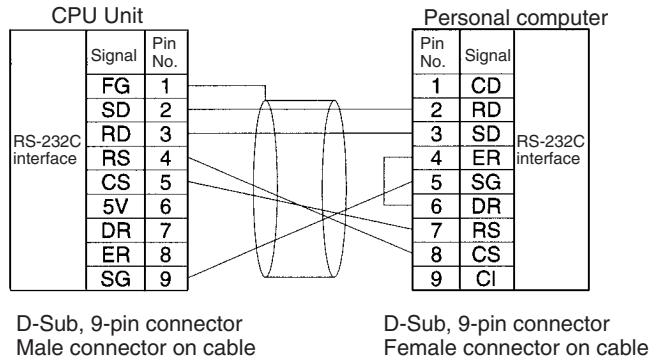 CPU Unit
Personal computer
Signal Pin No.
Pin No. Signal
FG 1
1 CD
SD 2
2 RD
RD 3
3 SD
RS-232C interface
RS 4
4 ER
RS-232C interface
CS 5
5 SG
5V 6
6 DR
DR 7
7 RS
ER 8
8 CS
SG 9
9 CI
D-Sub, 9-pin connector
Male connector on cable
D-Sub, 9-pin connector
Female connector on cable